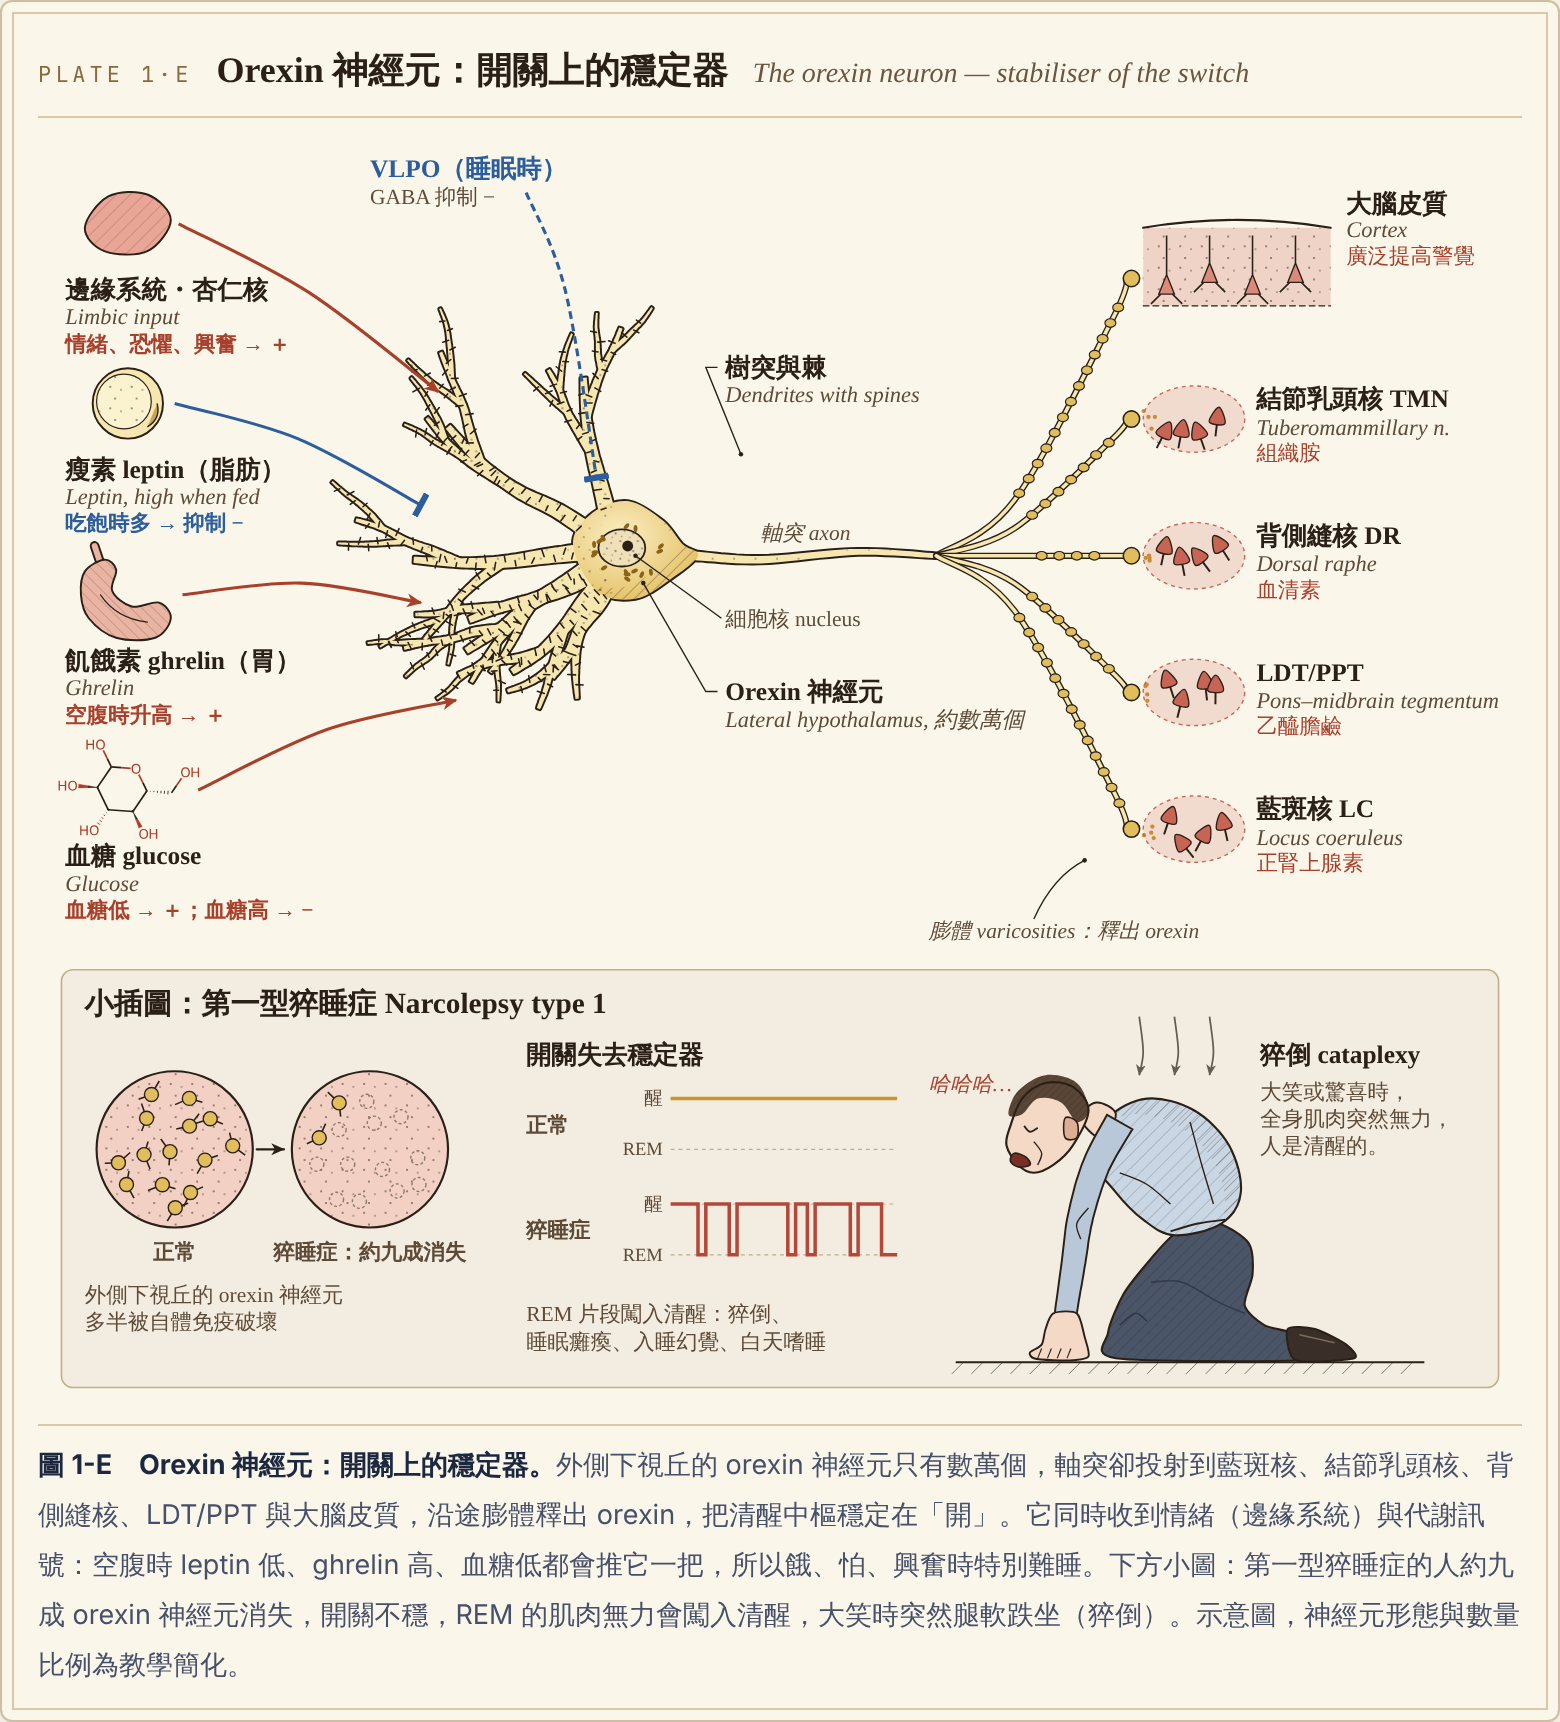 PLATE 1·E Orexin 神經元：開關上的穩定器 The orexin neuron — stabiliser of the switch
VLPO（睡眠時）
GABA 抑制 −
邊緣系統・杏仁核
Limbic input
情緒、恐懼、興奮 → +
瘦素 leptin（脂肪）
Leptin, high when fed
吃飽時多 → 抑制 −
飢餓素 ghrelin（胃）
Ghrelin
空腹時升高 → +
HO
O
OH
HO
HO
OH
血糖 glucose
Glucose
血糖低 → +；血糖高 → −
樹突與棘
Dendrites with spines
軸突 axon
細胞核 nucleus
Orexin 神經元
Lateral hypothalamus, 約數萬個
大腦皮質
Cortex
廣泛提高警覺
結節乳頭核 TMN
Tuberomammillary n.
組織胺
背側縫核 DR
Dorsal raphe
血清素
LDT/PPT
Pons–midbrain tegmentum
乙醯膽鹼
藍斑核 LC
Locus coeruleus
正腎上腺素
膨體 varicosities：釋出 orexin
小插圖：第一型猝睡症 Narcolepsy type 1
正常
猝睡症：約九成消失
外側下視丘的 orexin 神經元
多半被自體免疫破壞
開關失去穩定器
正常
醒
REM
猝睡症
醒
REM
REM 片段闖入清醒：猝倒、
睡眠癱瘓、入睡幻覺、白天嗜睡
哈哈哈…
猝倒 cataplexy
大笑或驚喜時，
全身肌肉突然無力，
人是清醒的。
圖 1-E　Orexin 神經元：開關上的穩定器。外側下視丘的 orexin 神經元只有數萬個，軸突卻投射到藍斑核、結節乳頭核、背
側縫核、LDT/PPT 與大腦皮質，沿途膨體釋出 orexin，把清醒中樞穩定在「開」。它同時收到情緒（邊緣系統）與代謝訊
號：空腹時 leptin 低、ghrelin 高、血糖低都會推它一把，所以餓、怕、興奮時特別難睡。下方小圖：第一型猝睡症的人約九
成 orexin 神經元消失，開關不穩，REM 的肌肉無力會闖入清醒，大笑時突然腿軟跌坐（猝倒）。示意圖，神經元形態與數量
比例為教學簡化。